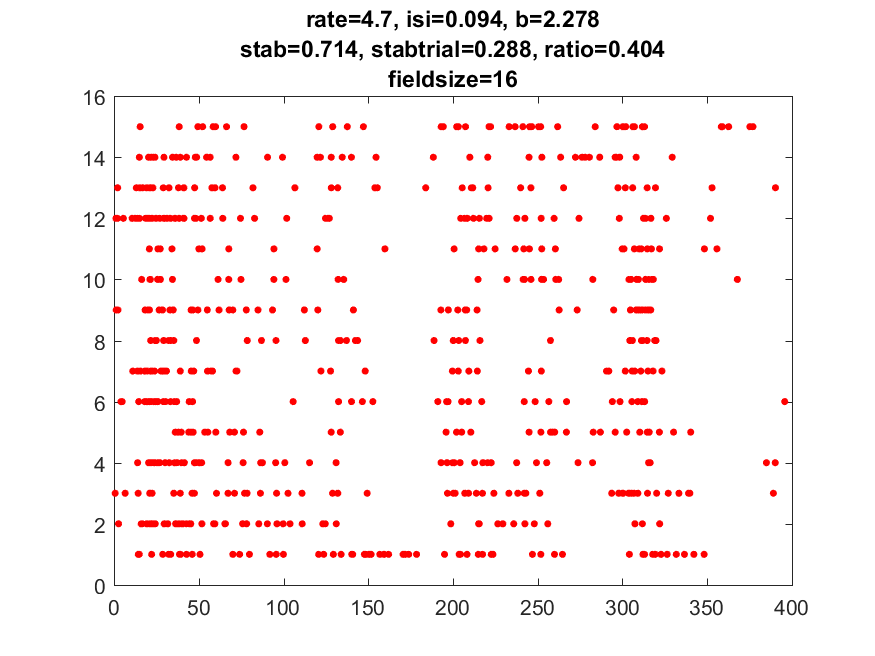 rate=4.7, isi=0.094, b=2.278
stab=0.714, stabtrial=0.288, ratio=0.404
fieldsize=16
16
14
12
10
8
6
4
2
0
0 50 100 150 200 250 300 350 400